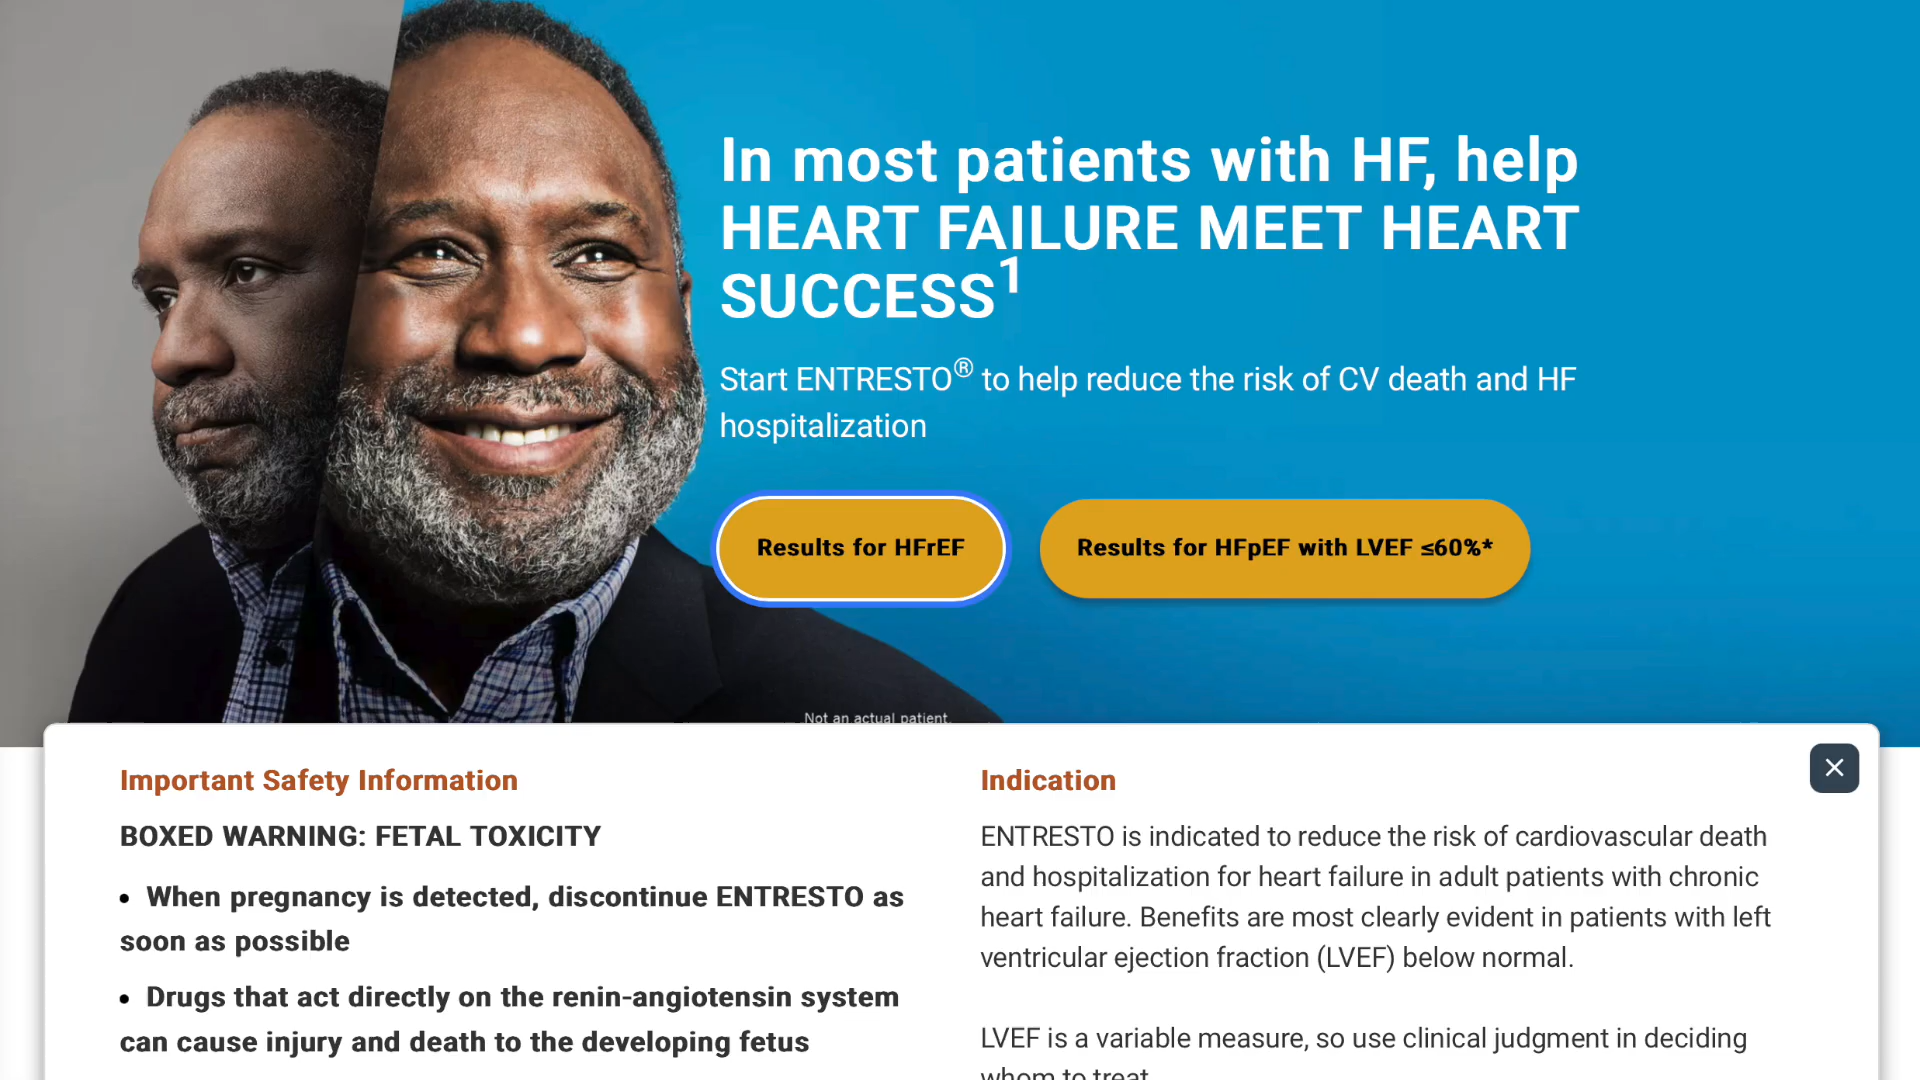 In most patients with HF, help
HEART FAILURE MEET HEART
SUCCESS1
Start ENTRESTO® to help reduce the risk of CV death and HF
hospitalization
Results for HFrEF
Results for HFpEF with LVEF ≤60%*
Not an actual patient.
Important Safety Information
BOXED WARNING: FETAL TOXICITY
• When pregnancy is detected, discontinue ENTRESTO as
soon as possible
• Drugs that act directly on the renin-angiotensin system
can cause injury and death to the developing fetus
Indication
ENTRESTO is indicated to reduce the risk of cardiovascular death
and hospitalization for heart failure in adult patients with chronic
heart failure. Benefits are most clearly evident in patients with left
ventricular ejection fraction (LVEF) below normal.
LVEF is a variable measure, so use clinical judgment in deciding
whom to treat.